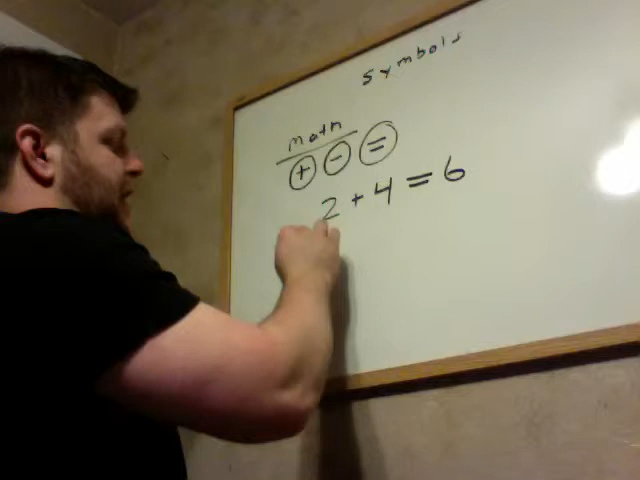 symbols
math
+ - =
2 + 4 = 6